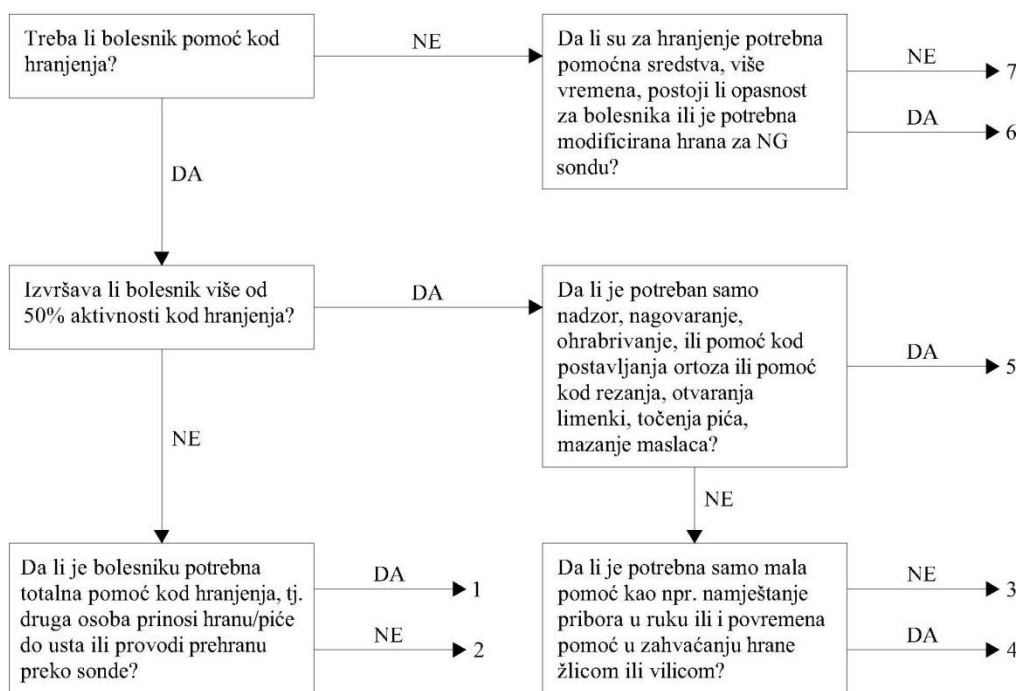 Treba li bolesnik pomoć kod
hranjenja?
NE
Da li su za hranjenje potrebna
pomoćna sredstva, više
vremena, postoji li opasnost
za bolesnika ili je potrebna
modificirana hrana za NG
sondu?
NE
7
DA
6
DA
Izvršava li bolesnik više od
50% aktivnosti kod hranjenja?
DA
Da li je potreban samo
nadzor, nagovaranje,
ohrabrivanje, ili pomoć kod
postavljanja ortoza ili pomoć
kod rezanja, otvaranja
limenki, točenja pića,
mazanje maslaca?
DA
5
NE
NE
Da li je bolesniku potrebna
totalna pomoć kod hranjenja, tj.
druga osoba prinosi hranu/piće
do usta ili provodi prehranu
preko sonde?
DA
1
NE
2
Da li je potrebna samo mala
pomoć kao npr. namještanje
pribora u ruku ili i povremena
pomoć u zahvaćanju hrane
žlicom ili vilicom?
NE
3
DA
4